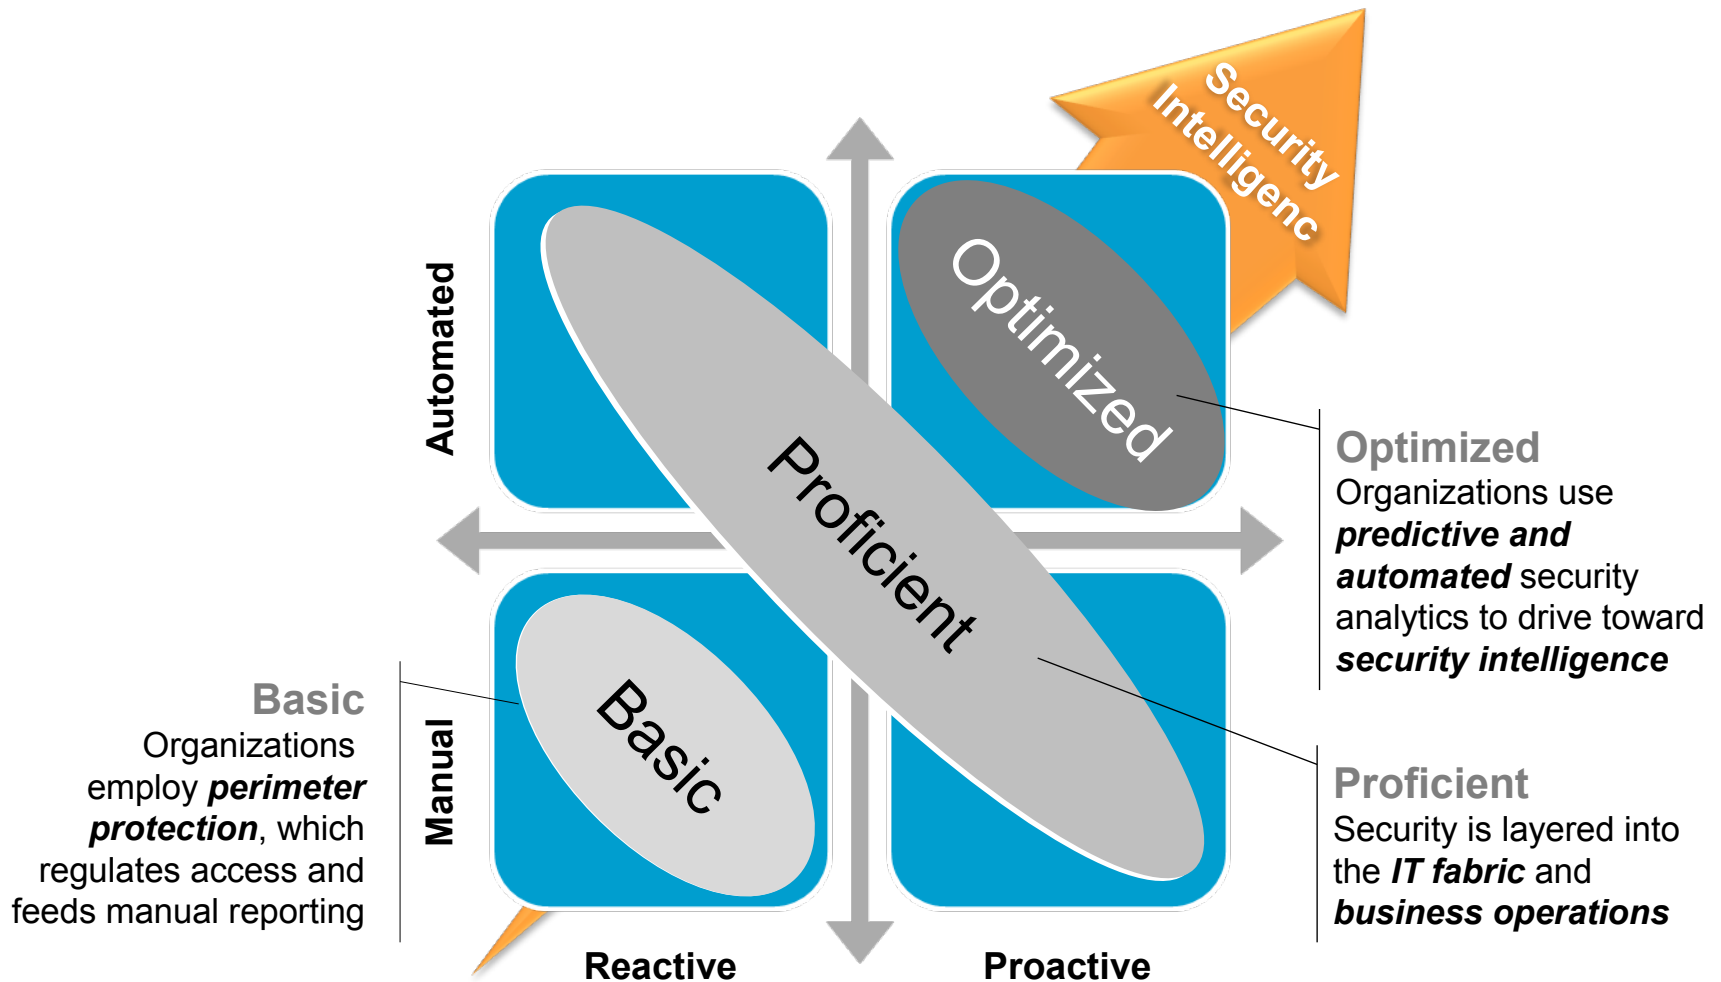 Security
Intelligenc
Automated
Manual
Optimized
Proficient
Basic
Optimized
Organizations use
predictive and
automated security
analytics to drive toward
security intelligence
Basic
Organizations
employ perimeter
protection, which
regulates access and
feeds manual reporting
Proficient
Security is layered into
the IT fabric and
business operations
Reactive
Proactive